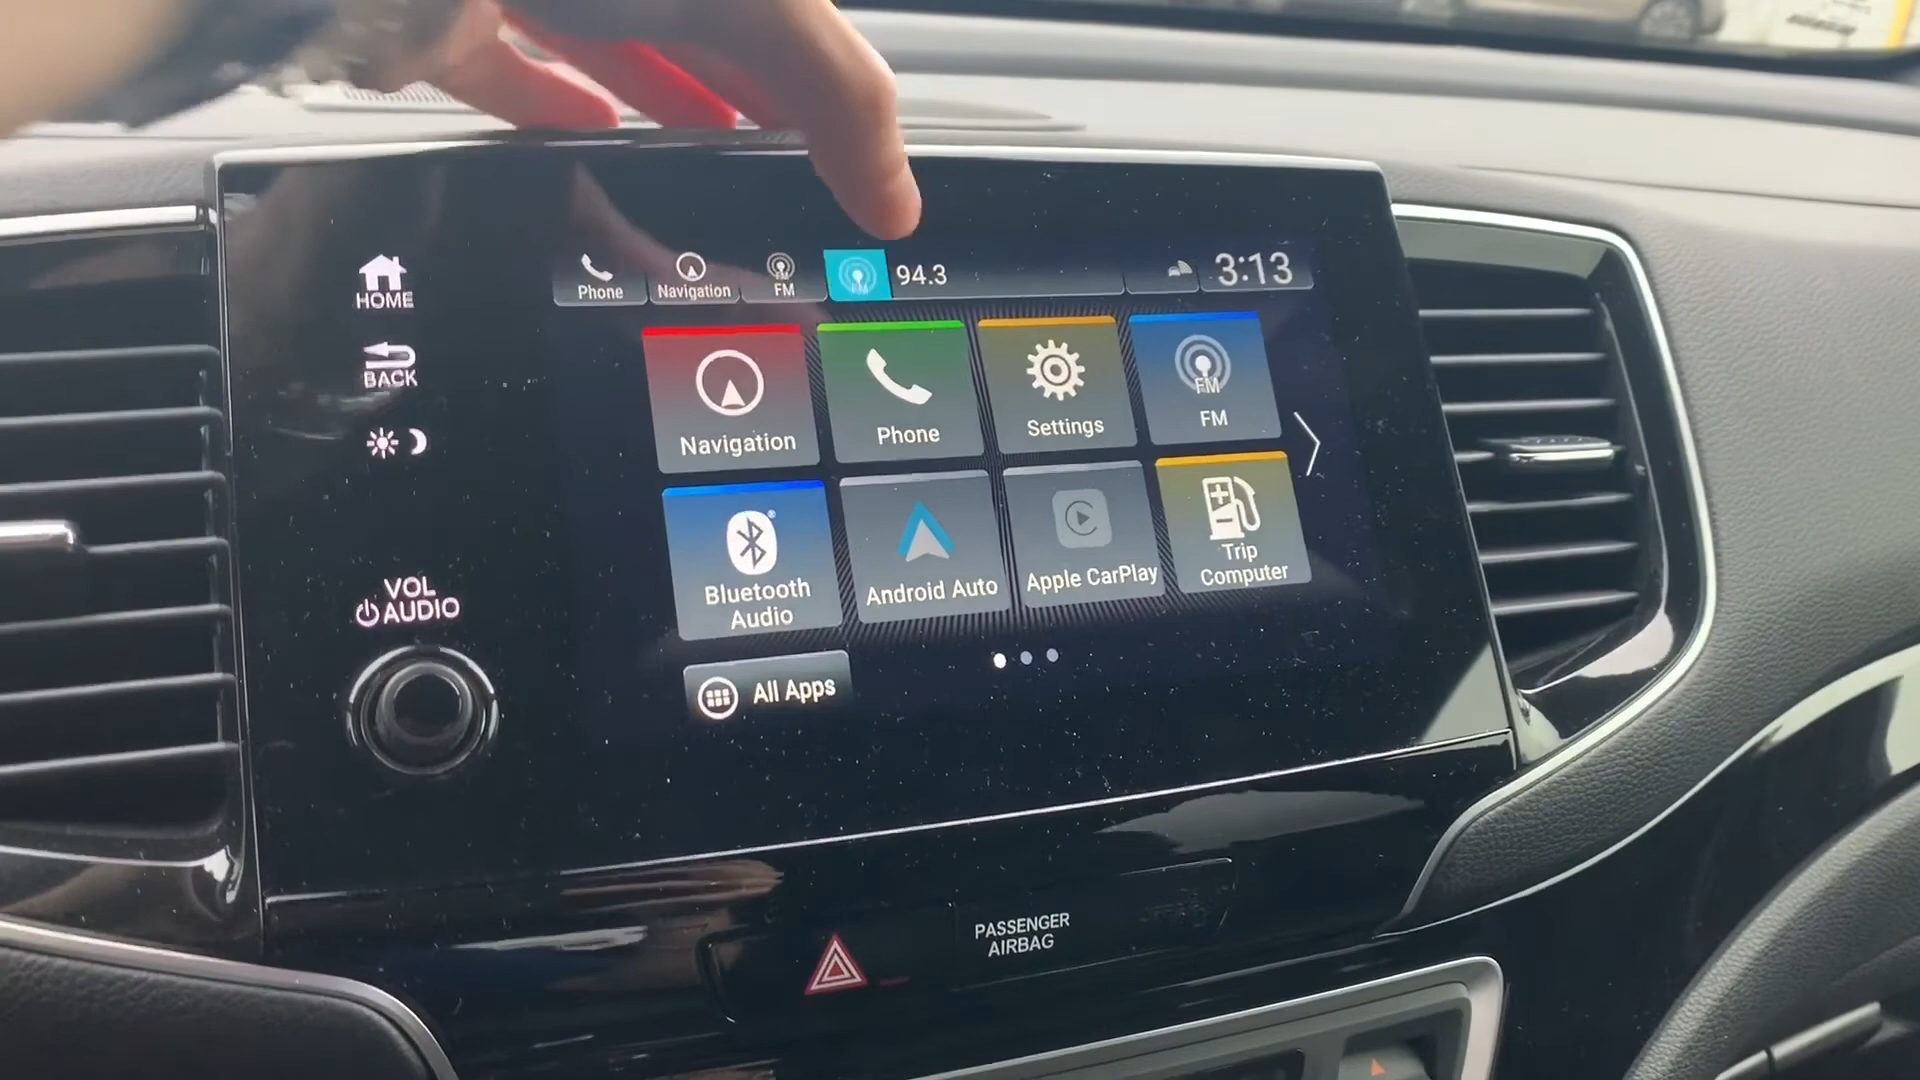 HOME
BACK
VOL
AUDIO
Phone
Navigation
FM
FM
94.3
3:13
Navigation
Phone
Settings
FM
FM
Bluetooth
Audio
Android Auto
Apple CarPlay
Trip
Computer
All Apps
PASSENGER
AIRBAG